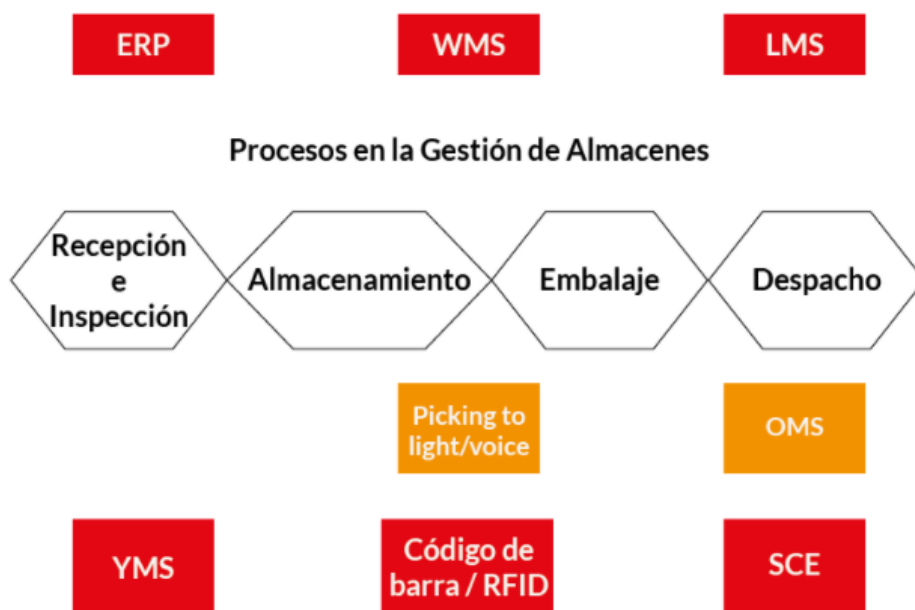 ERP
WMS
LMS
Procesos en la Gestión de Almacenes
Recepción
e
Inspección
Almacenamiento
Embalaje
Despacho
Picking to
light/voice
OMS
YMS
Código de
barra / RFID
SCE